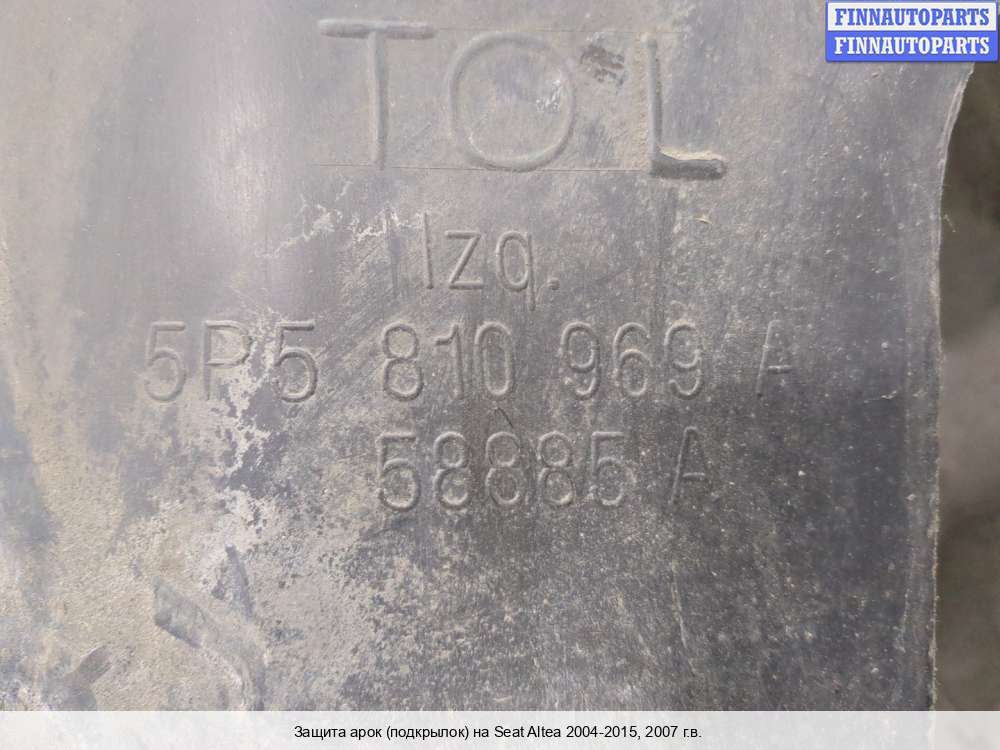 FINNAUTOPARTS
FINNAUTOPARTS
TOL
Izq.
5P5 810 969 A
58885 A
Защита арок (подкрылок) на Seat Altea 2004-2015, 2007 г.в.